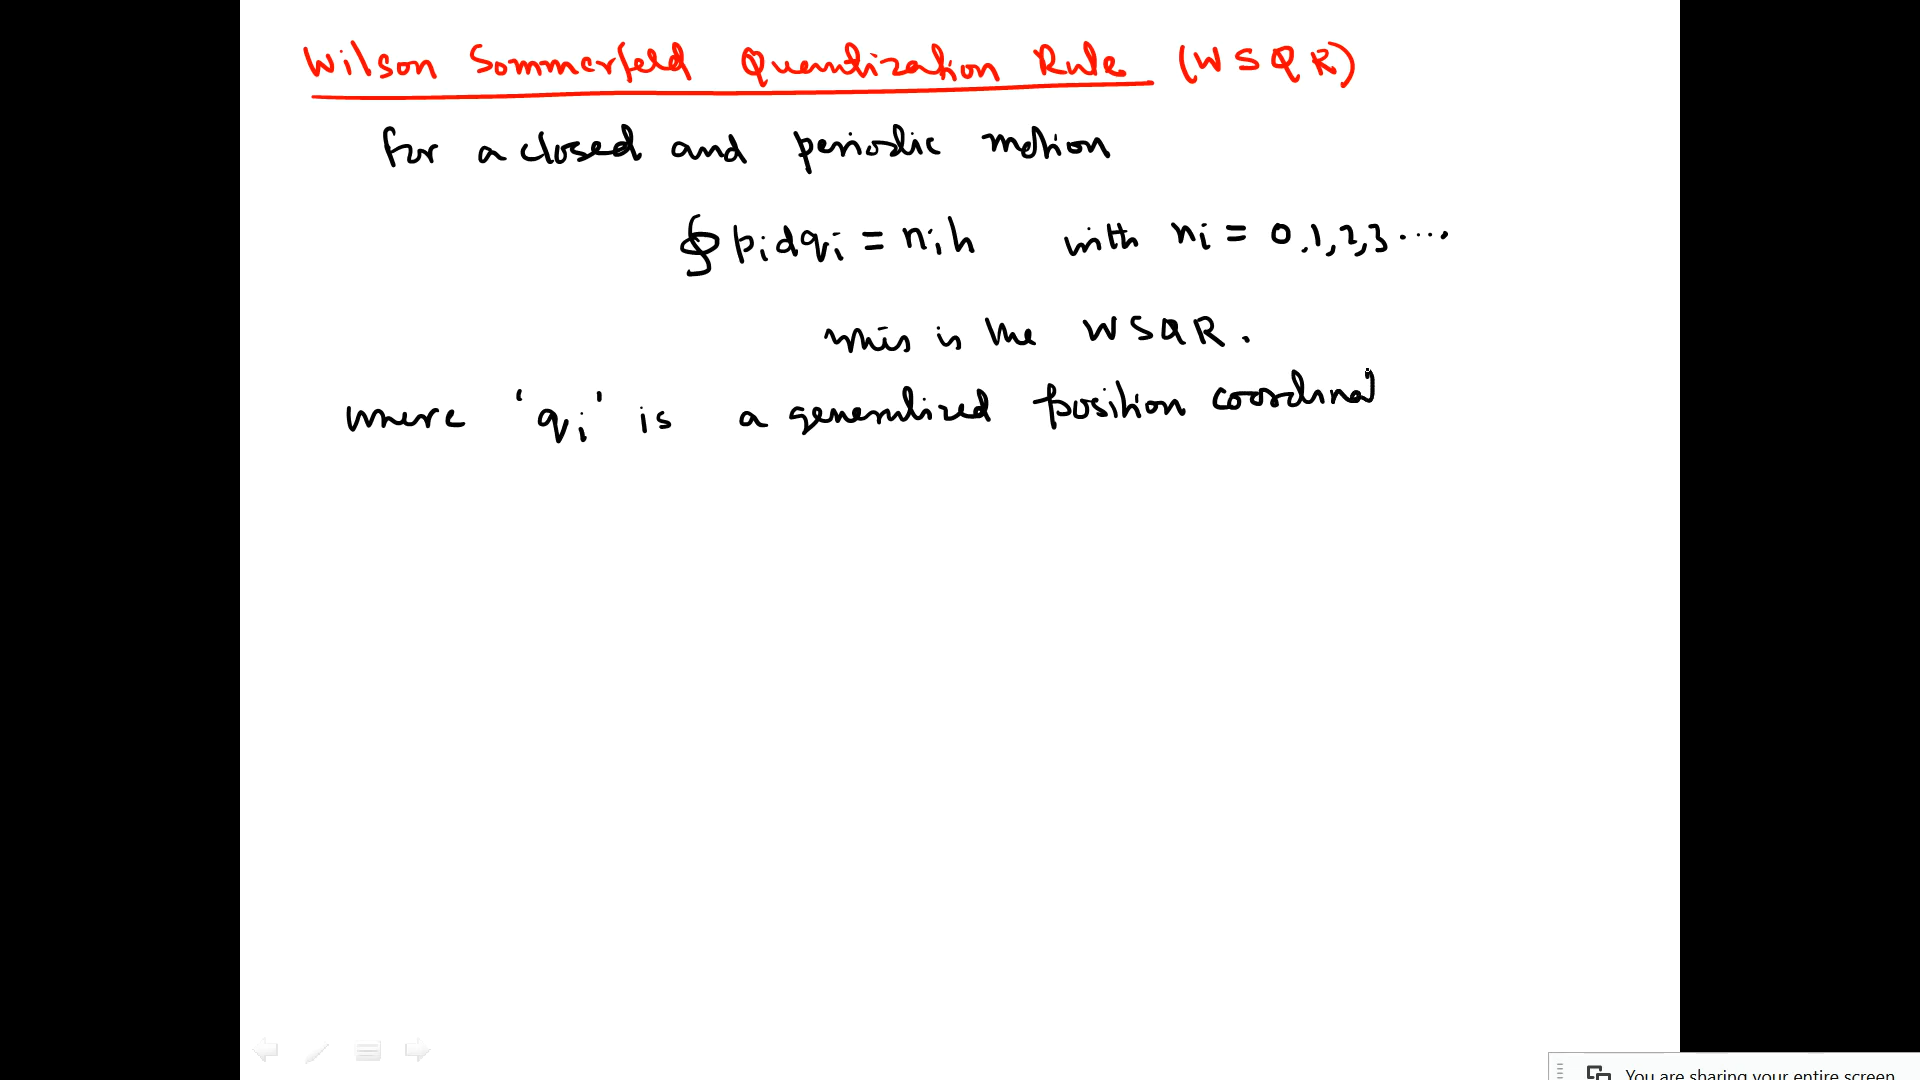 Wilson Sommerfeld Quantization Rule (WSQR)
for a closed and periodic motion
∮ pᵢdqᵢ = nᵢh with nᵢ = 0,1,2,3....
This is the WSQR.
where 'qᵢ' is a generalized position coordinat
You are sharing your entire screen